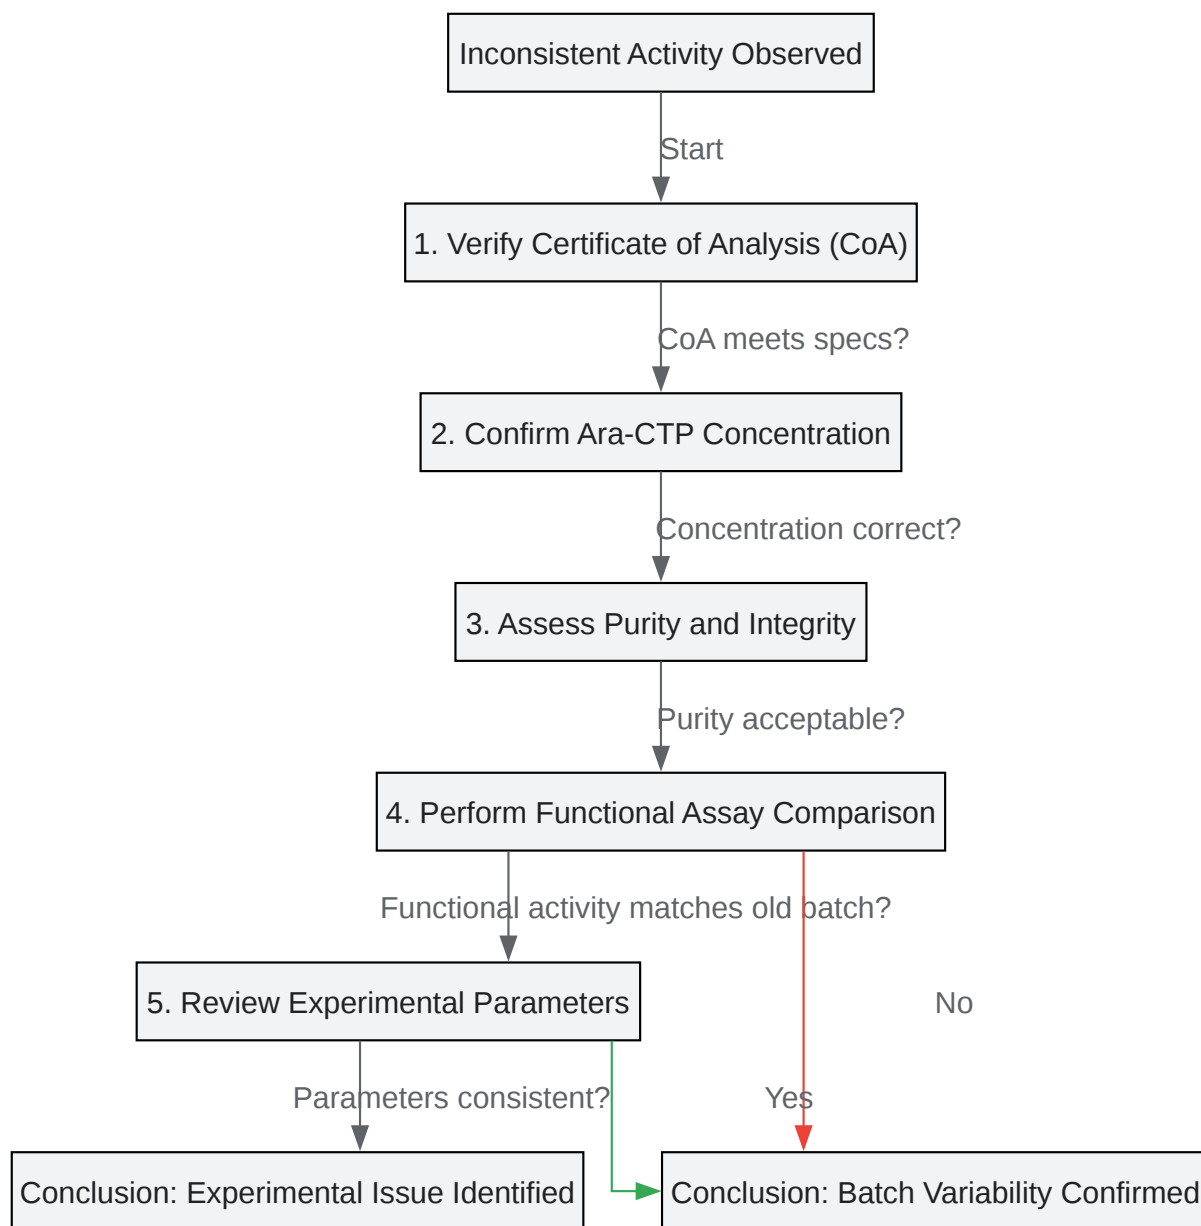 Inconsistent Activity Observed
Start
1. Verify Certificate of Analysis (CoA)
CoA meets specs?
2. Confirm Ara-CTP Concentration
Concentration correct?
3. Assess Purity and Integrity
Purity acceptable?
4. Perform Functional Assay Comparison
Functional activity matches old batch?
5. Review Experimental Parameters
No
Parameters consistent?
Yes
Conclusion: Experimental Issue Identified
Conclusion: Batch Variability Confirmed